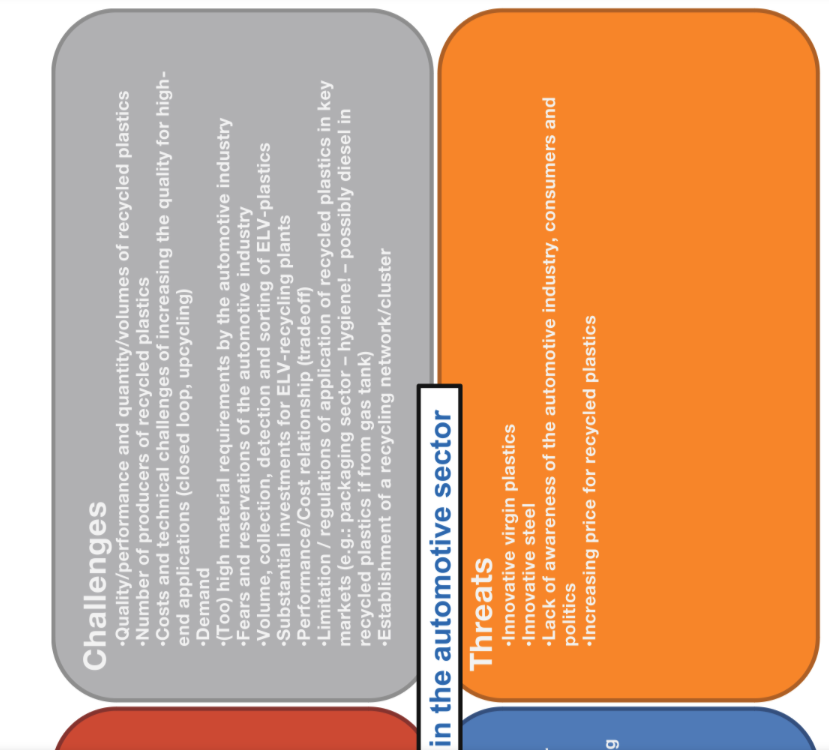 Challenges
•Quality/performance and quantity/volumes of recycled plastics
•Number of producers of recycled plastics
•Costs and technical challenges of increasing the quality for high-
end applications (closed loop, upcycling)
•Demand
•(Too) high material requirements by the automotive industry
•Fears and reservations of the automotive industry
•Volume, collection, detection and sorting of ELV-plastics
•Substantial investments for ELV-recycling plants
•Performance/Cost relationship (tradeoff)
•Limitation / regulations of application of recycled plastics in key
markets (e.g.: packaging sector – hygiene! – possibly diesel in
recycled plastics if from gas tank)
•Establishment of a recycling network/cluster
in the automotive sector
Threats
•Innovative virgin plastics
•Innovative steel
•Lack of awareness of the automotive industry, consumers and
politics
•Increasing price for recycled plastics
g